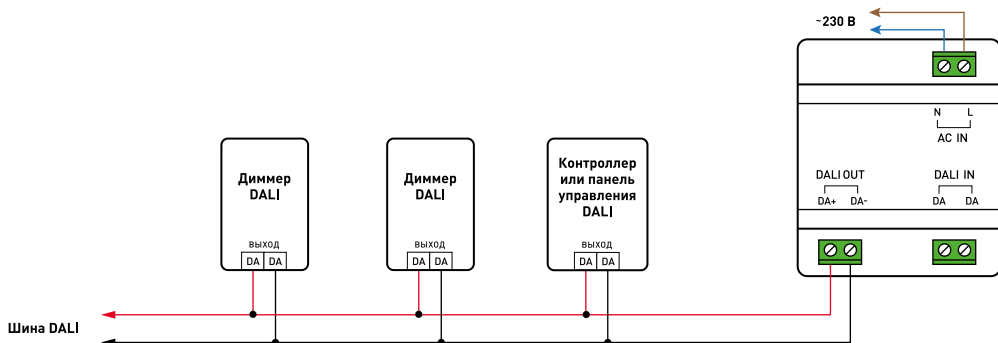 ~230 В
N L
AC IN
DALI OUT
DALI IN
DA+ DA-
DA DA
Диммер
DALI
выход
DA DA
Диммер
DALI
выход
DA DA
Контроллер
или панель
управления
DALI
выход
DA DA
Шина DALI